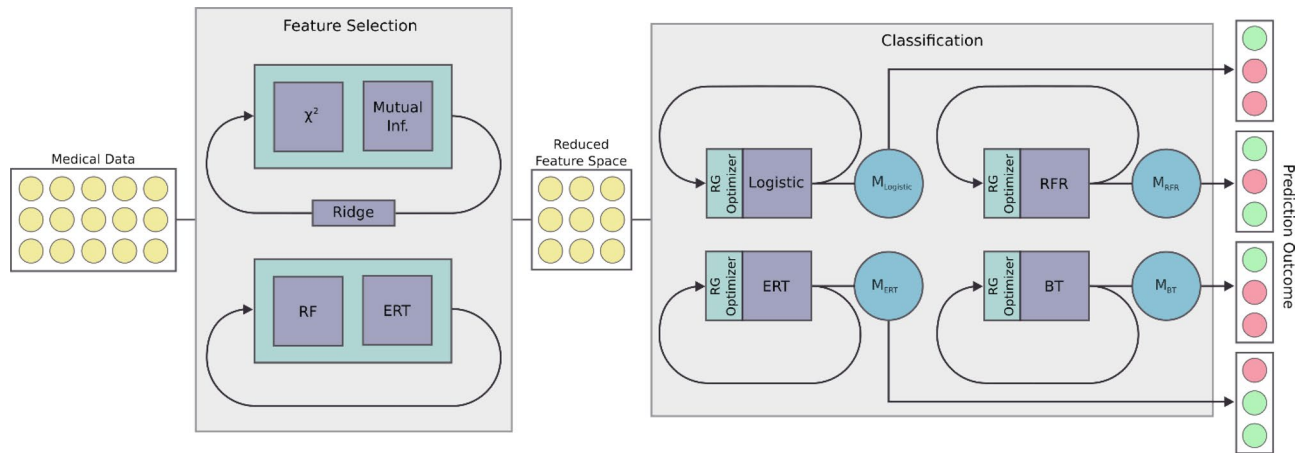 Medical Data
Feature Selection
χ²
Mutual
Inf.
Ridge
RF
ERT
Reduced
Feature Space
Classification
RG
Optimizer
Logistic
M_Logistic
RG
Optimizer
RFR
M_RFR
RG
Optimizer
ERT
M_ERT
RG
Optimizer
BT
M_BT
Prediction Outcome